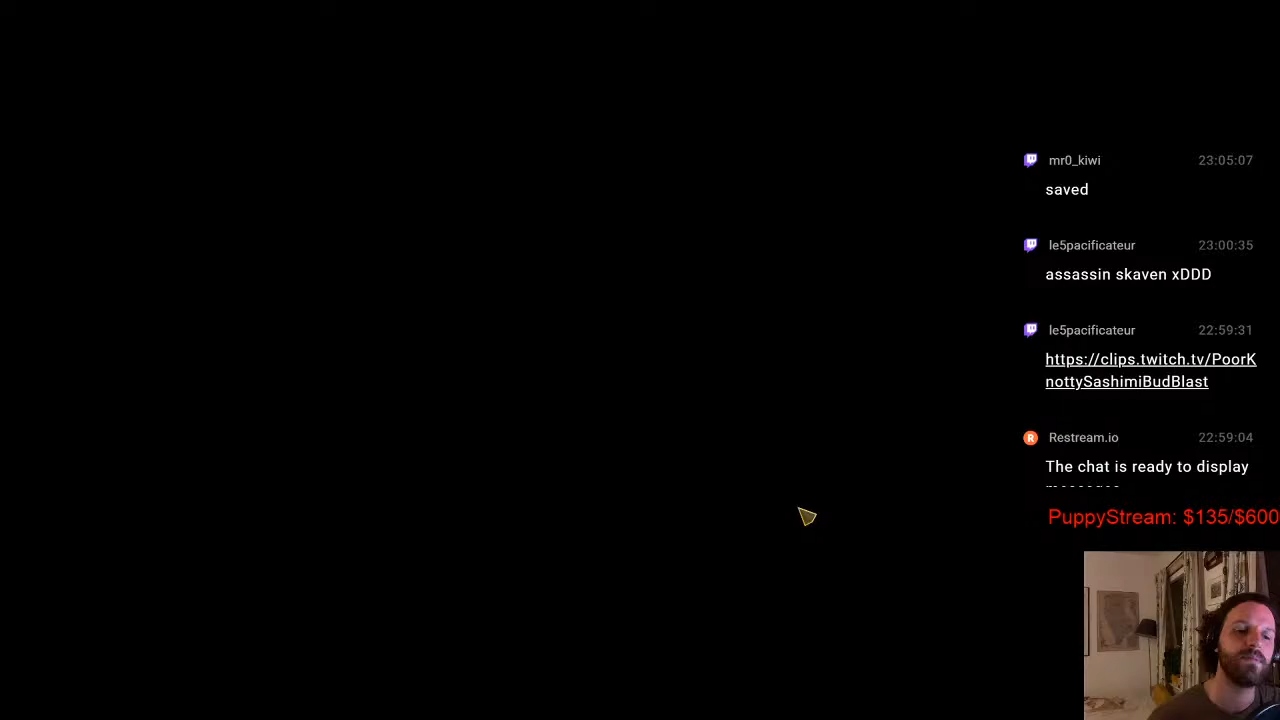 mr0_kiwi 23:05:07
saved
le5pacificateur 23:00:35
assassin skaven xDDD
le5pacificateur 22:59:31
https://clips.twitch.tv/PoorK
nottySashimiBudBlast
R Restream.io 22:59:04
The chat is ready to display
PuppyStream: $135/$600